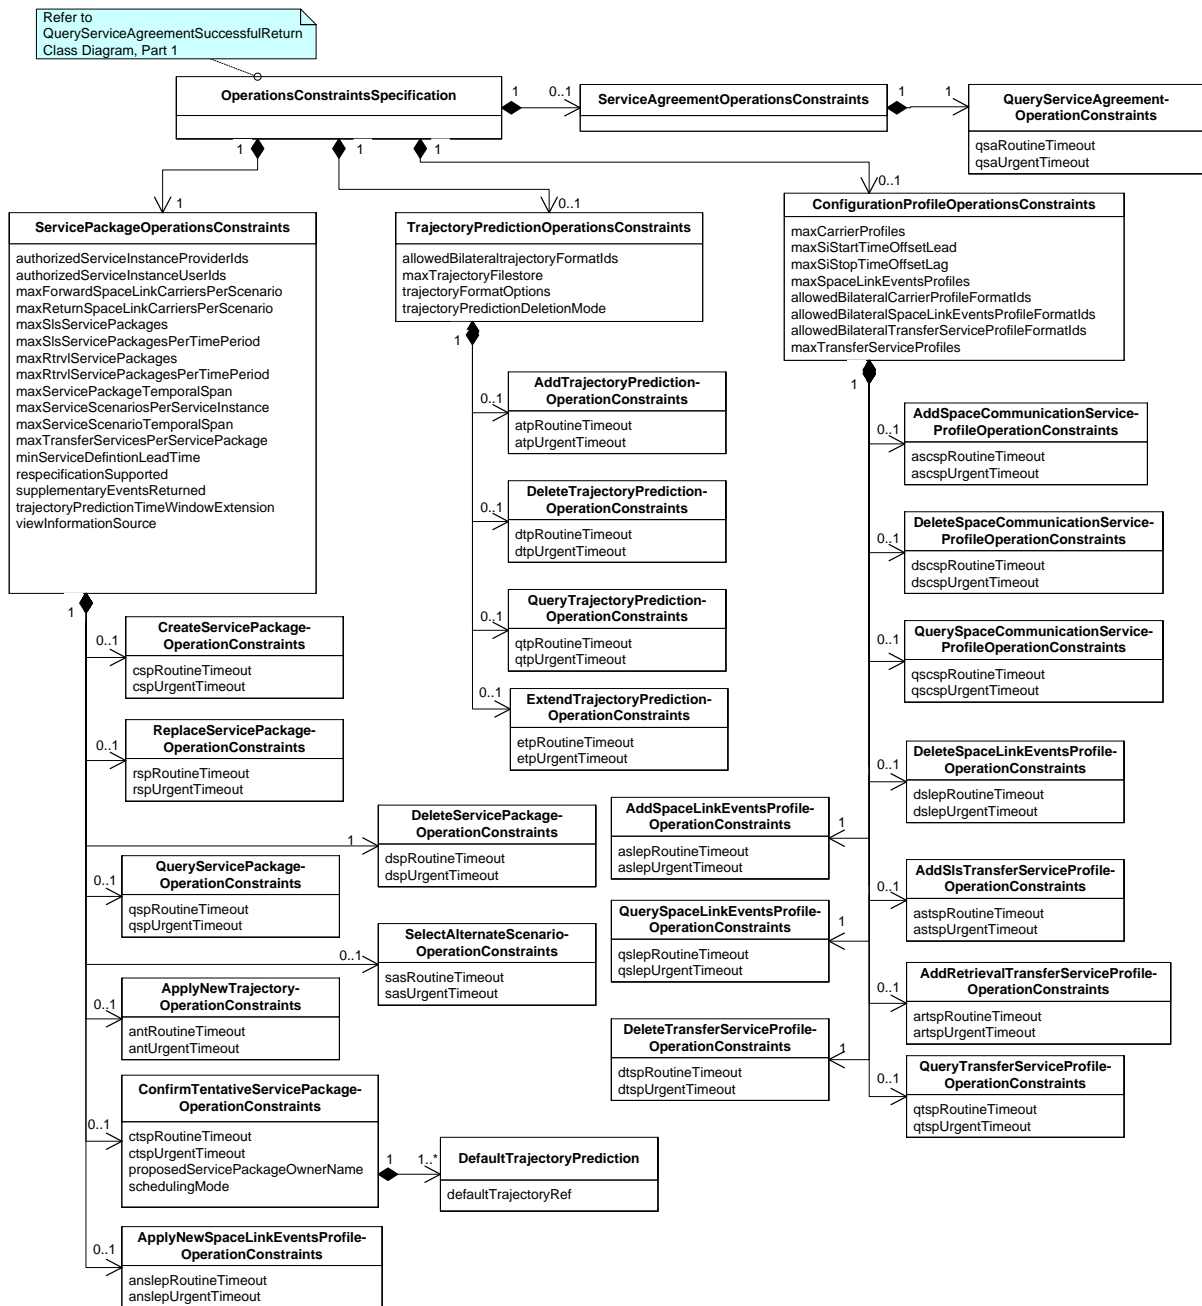 Refer to
QueryServiceAgreementSuccessfulReturn
Class Diagram, Part 1
OperationsConstraintsSpecification
1
0..1
ServiceAgreementOperationsConstraints
1
1
QueryServiceAgreement-
OperationConstraints
qsaRoutineTimeout
qsaUrgentTimeout
1
1
1
1
0..1
0..1
ServicePackageOperationsConstraints
authorizedServiceInstanceProviderIds
authorizedServiceInstanceUserIds
maxForwardSpaceLinkCarriersPerScenario
maxReturnSpaceLinkCarriersPerScenario
maxSlsServicePackages
maxSlsServicePackagesPerTimePeriod
maxRtrvlServicePackages
maxRtrvlServicePackagesPerTimePeriod
maxServicePackageTemporalSpan
maxServiceScenariosPerServiceInstance
maxServiceScenarioTemporalSpan
maxTransferServicesPerServicePackage
minServiceDefintionLeadTime
respecificationSupported
supplementaryEventsReturned
trajectoryPredictionTimeWindowExtension
viewInformationSource
1
TrajectoryPredictionOperationsConstraints
allowedBilateraltrajectoryFormatIds
maxTrajectoryFilestore
trajectoryFormatOptions
trajectoryPredictionDeletionMode
1
ConfigurationProfileOperationsConstraints
maxCarrierProfiles
maxSiStartTimeOffsetLead
maxSiStopTimeOffsetLag
maxSpaceLinkEventsProfiles
allowedBilateralCarrierProfileFormatIds
allowedBilateralSpaceLinkEventsProfileFormatIds
allowedBilateralTransferServiceProfileFormatIds
maxTransferServiceProfiles
1
0..1
AddTrajectoryPrediction-
OperationConstraints
atpRoutineTimeout
atpUrgentTimeout
0..1
DeleteTrajectoryPrediction-
OperationConstraints
dtpRoutineTimeout
dtpUrgentTimeout
0..1
QueryTrajectoryPrediction-
OperationConstraints
qtpRoutineTimeout
qtpUrgentTimeout
0..1
ExtendTrajectoryPrediction-
OperationConstraints
etpRoutineTimeout
etpUrgentTimeout
0..1
AddSpaceCommunicationService-
ProfileOperationConstraints
ascspRoutineTimeout
ascspUrgentTimeout
0..1
DeleteSpaceCommunicationService-
ProfileOperationConstraints
dscspRoutineTimeout
dscspUrgentTimeout
0..1
QuerySpaceCommunicationService-
ProfileOperationConstraints
qscspRoutineTimeout
qscspUrgentTimeout
0..1
DeleteSpaceLinkEventsProfile-
OperationConstraints
dslepRoutineTimeout
dslepUrgentTimeout
1
AddSpaceLinkEventsProfile-
OperationConstraints
aslepRoutineTimeout
aslepUrgentTimeout
0..1
AddSlsTransferServiceProfile-
OperationConstraints
astspRoutineTimeout
astspUrgentTimeout
1
QuerySpaceLinkEventsProfile-
OperationConstraints
qslepRoutineTimeout
qslepUrgentTimeout
0..1
AddRetrievalTransferServiceProfile-
OperationConstraints
artspRoutineTimeout
artspUrgentTimeout
1
DeleteTransferServiceProfile-
OperationConstraints
dtspRoutineTimeout
dtspUrgentTimeout
0..1
QueryTransferServiceProfile-
OperationConstraints
qtspRoutineTimeout
qtspUrgentTimeout
0..1
CreateServicePackage-
OperationConstraints
cspRoutineTimeout
cspUrgentTimeout
0..1
ReplaceServicePackage-
OperationConstraints
rspRoutineTimeout
rspUrgentTimeout
1
DeleteServicePackage-
OperationConstraints
dspRoutineTimeout
dspUrgentTimeout
0..1
QueryServicePackage-
OperationConstraints
qspRoutineTimeout
qspUrgentTimeout
0..1
SelectAlternateScenario-
OperationConstraints
sasRoutineTimeout
sasUrgentTimeout
0..1
ApplyNewTrajectory-
OperationConstraints
antRoutineTimeout
antUrgentTimeout
0..1
ConfirmTentativeServicePackage-
OperationConstraints
ctspRoutineTimeout
ctspUrgentTimeout
proposedServicePackageOwnerName
schedulingMode
1
1..*
DefaultTrajectoryPrediction
defaultTrajectoryRef
0..1
ApplyNewSpaceLinkEventsProfile-
OperationConstraints
anslepRoutineTimeout
anslepUrgentTimeout